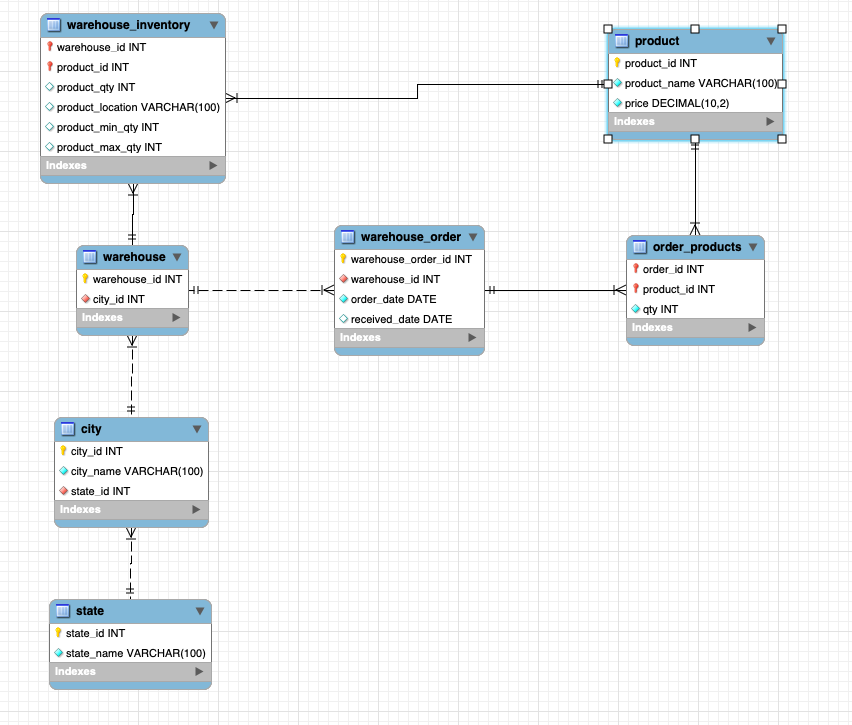 warehouse_inventory
warehouse_id INT
product_id INT
product_qty INT
product_location VARCHAR(100)
product_min_qty INT
product_max_qty INT
Indexes
product
product_id INT
product_name VARCHAR(100)
price DECIMAL(10,2)
Indexes
warehouse
warehouse_id INT
city_id INT
Indexes
warehouse_order
warehouse_order_id INT
warehouse_id INT
order_date DATE
received_date DATE
Indexes
order_products
order_id INT
product_id INT
qty INT
Indexes
city
city_id INT
city_name VARCHAR(100)
state_id INT
Indexes
state
state_id INT
state_name VARCHAR(100)
Indexes